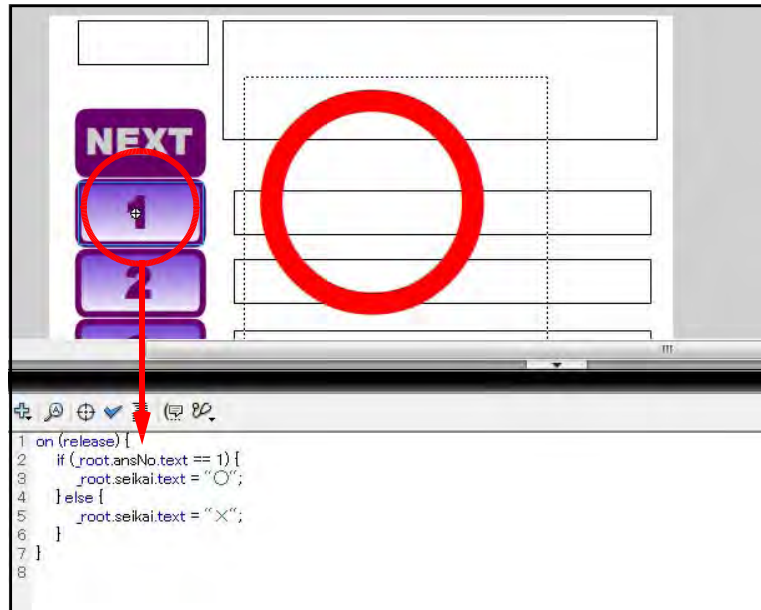 NEXT
1
2
1 on (release) {
2 if (_root.ansNo.text == 1) {
3 _root.seikai.text = "○";
4 } else {
5 _root.seikai.text = "×";
6 }
7 }
8